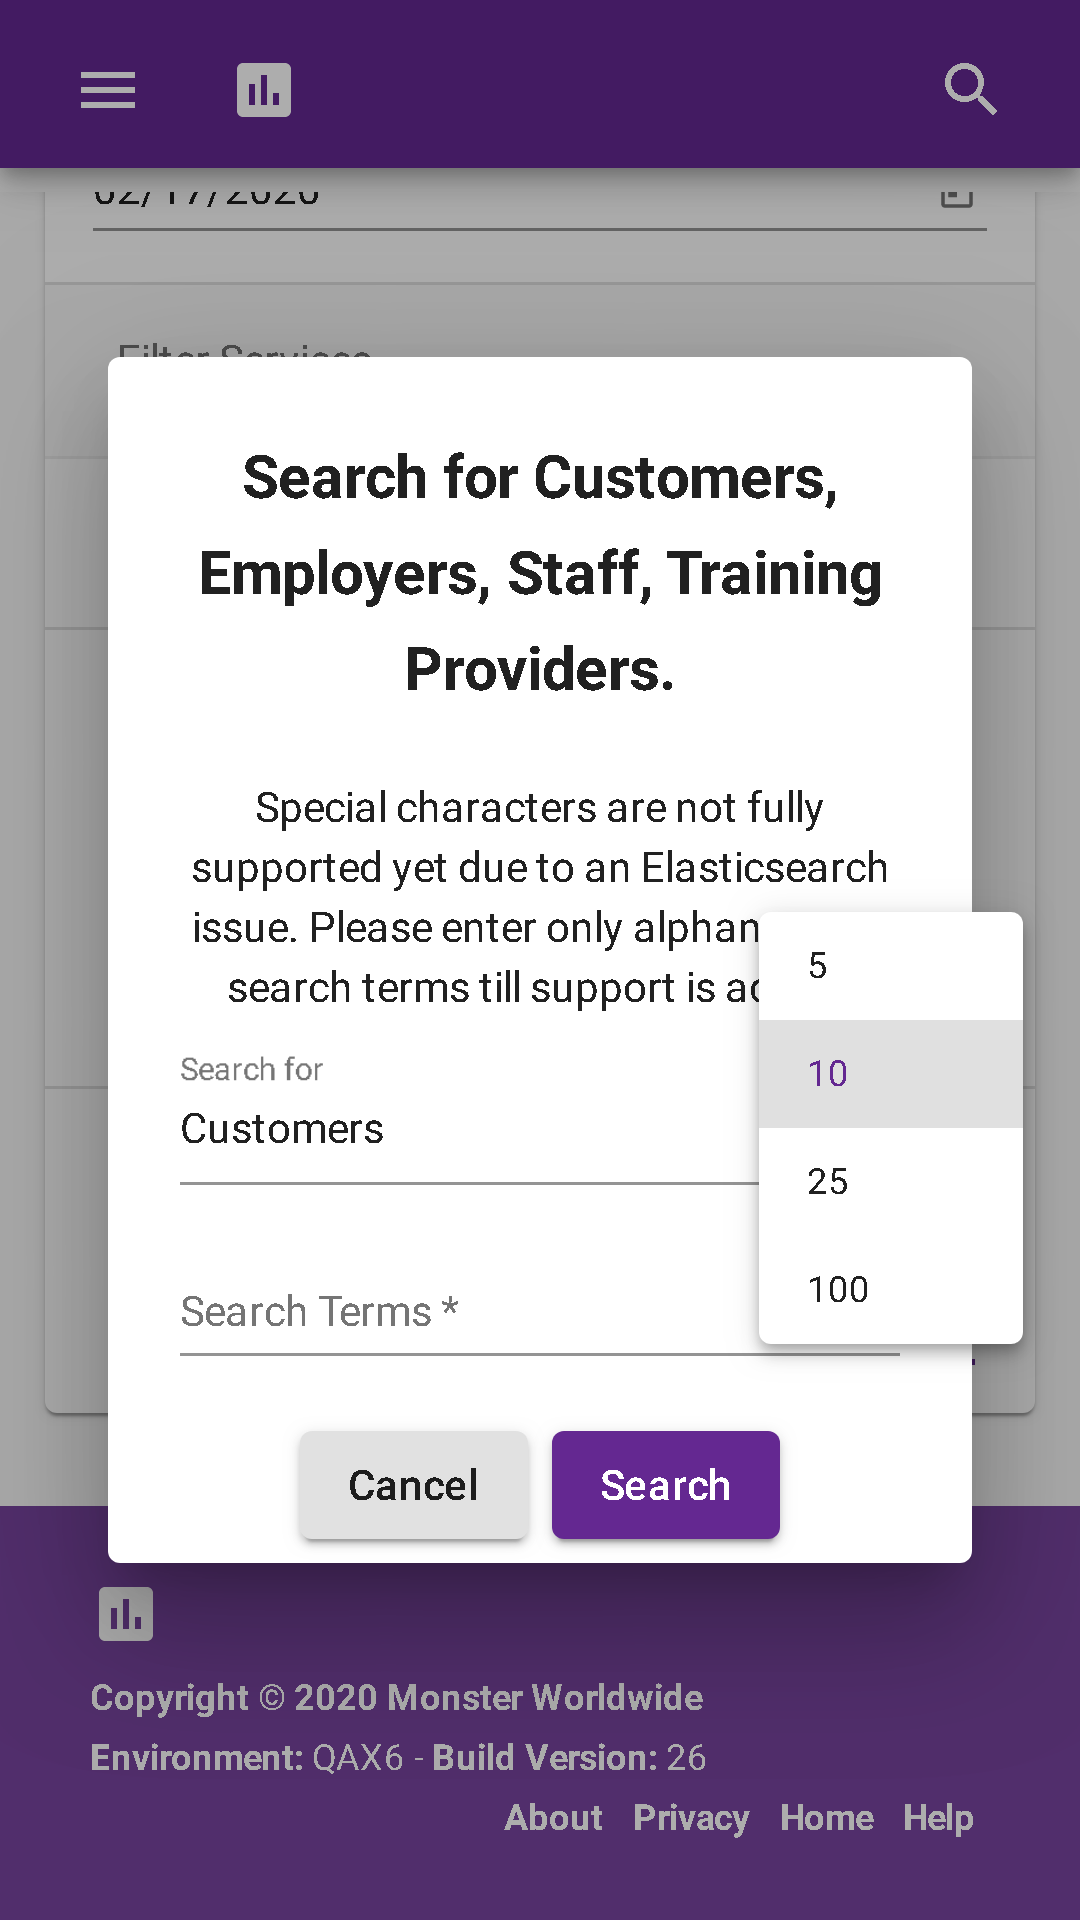 02/17/2020
Filter Services
Search for Customers,
Employers, Staff, Training
Providers.
Special characters are not fully
supported yet due to an Elasticsearch
issue. Please enter only alphan
search terms till support is
5
10
25
100
Search for
Customers
Search Terms *
Cancel
Search
Copyright © 2020 Monster Worldwide
Environment: QAX6 - Build Version: 26
About Privacy Home Help